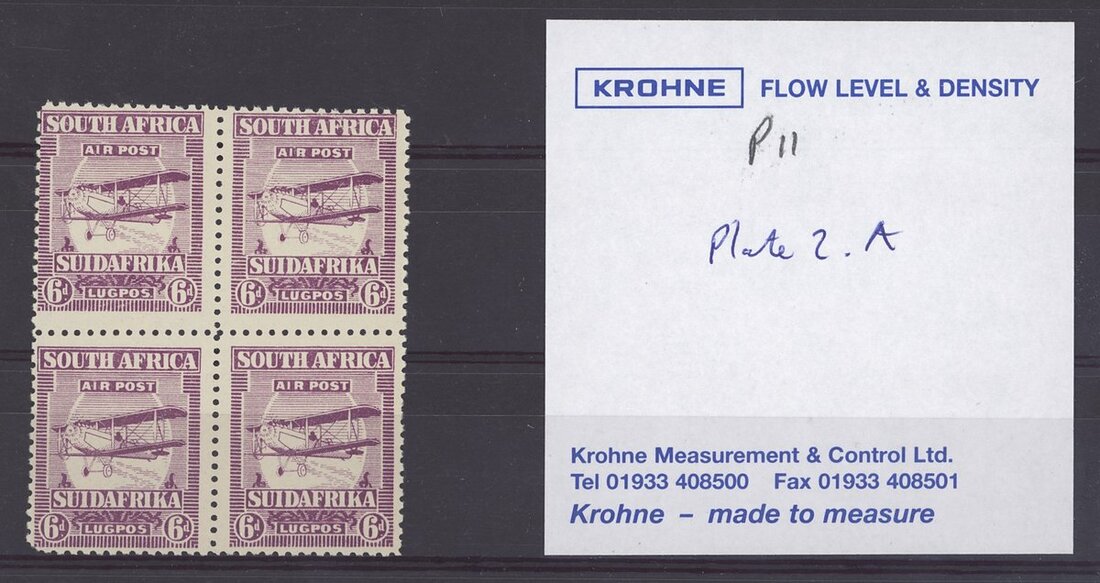 SOUTH AFRICA
AIR POST
SUIDAFRIKA
6d LUGPOS 6d
SOUTH AFRICA
AIR POST
SUIDAFRIKA
6d LUGPOS 6d
SOUTH AFRICA
AIR POST
SUIDAFRIKA
6d LUGPOS 6d
SOUTH AFRICA
AIR POST
SUIDAFRIKA
6d LUGPOS 6d
KROHNE FLOW LEVEL & DENSITY
P11
Plate 2. A
Krohne Measurement & Control Ltd.
Tel 01933 408500 Fax 01933 408501
Krohne – made to measure